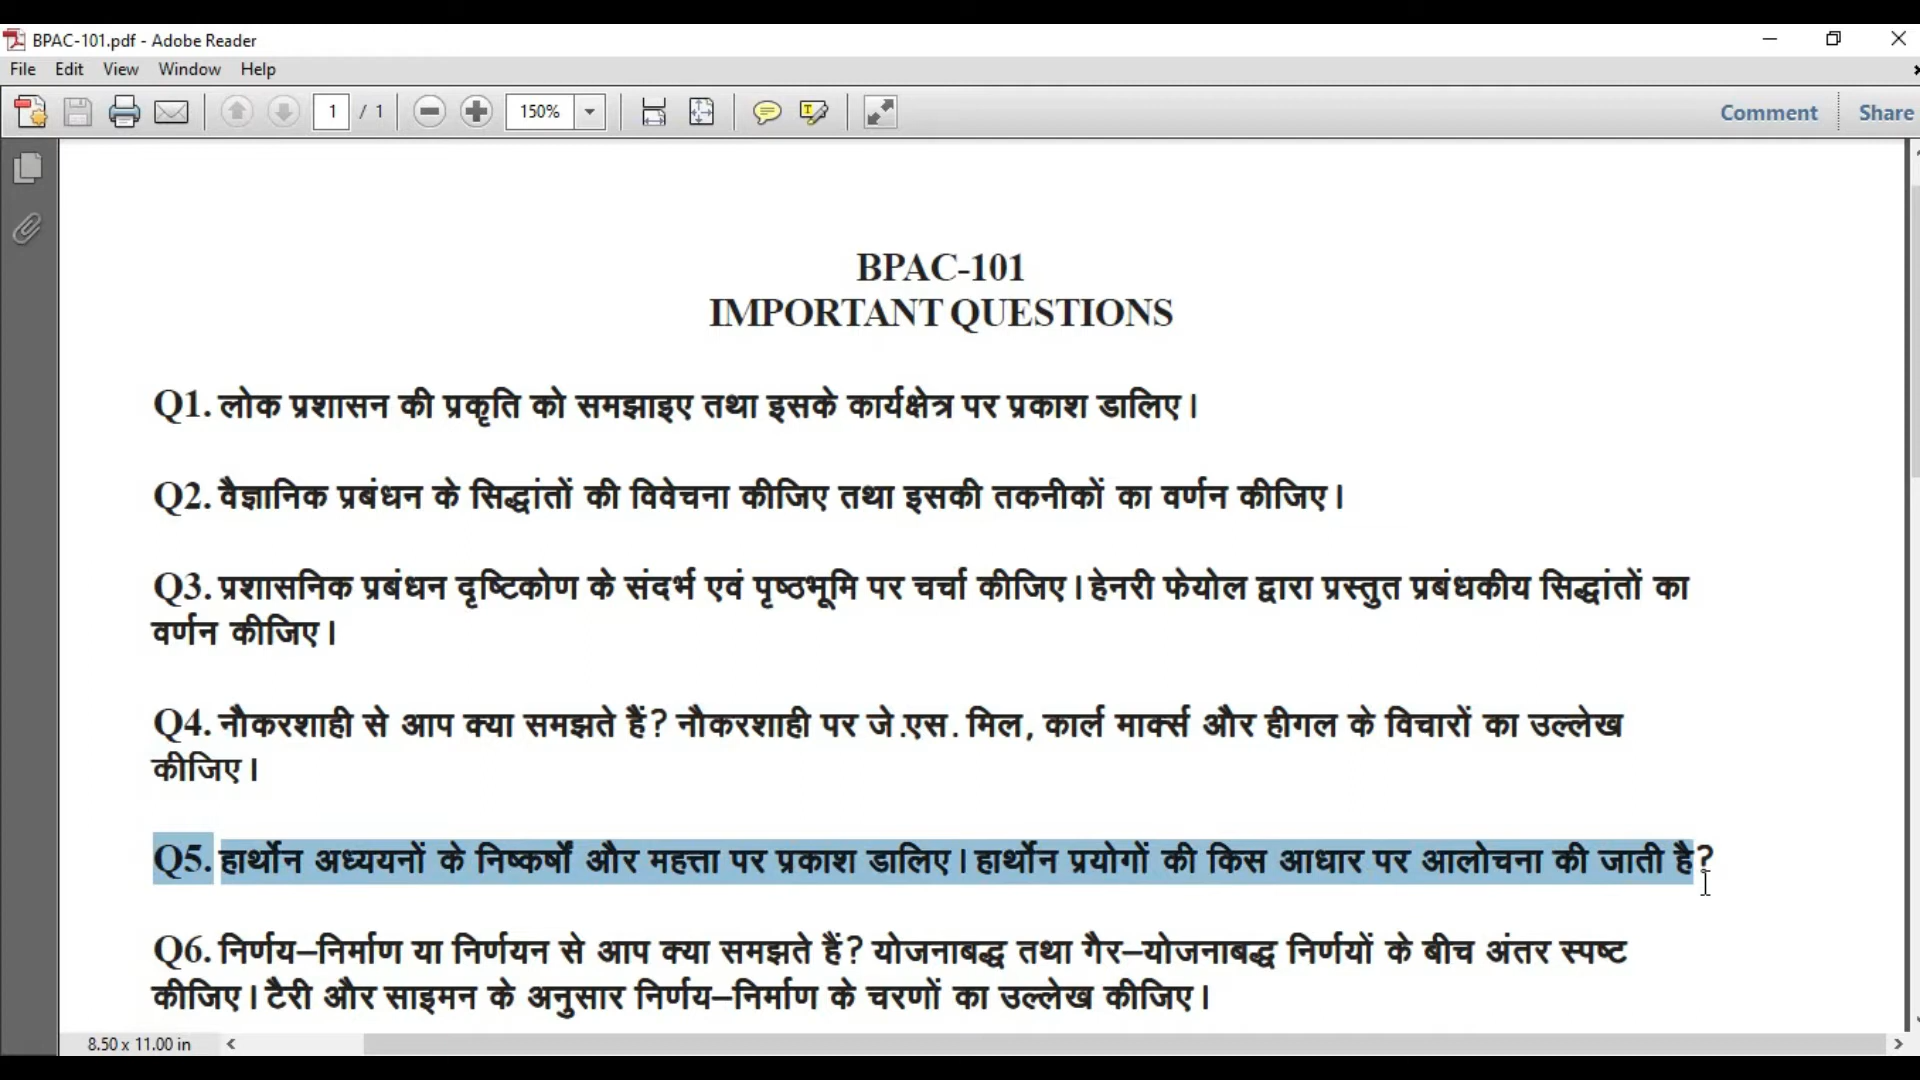 BPAC-101.pdf - Adobe Reader
File Edit View Window Help
1 / 1 150% Comment Share
BPAC-101
IMPORTANT QUESTIONS
Q1. लोक प्रशासन की प्रकृति को समझाइए तथा इसके कार्यक्षेत्र पर प्रकाश डालिए।
Q2. वैज्ञानिक प्रबंधन के सिद्धांतों की विवेचना कीजिए तथा इसकी तकनीकों का वर्णन कीजिए।
Q3. प्रशासनिक प्रबंधन दृष्टिकोण के संदर्भ एवं पृष्ठभूमि पर चर्चा कीजिए। हेनरी फेयोल द्वारा प्रस्तुत प्रबंधकीय सिद्धांतों का
वर्णन कीजिए।
Q4. नौकरशाही से आप क्या समझते हैं? नौकरशाही पर जे.एस. मिल, कार्ल मार्क्स और हीगल के विचारों का उल्लेख
कीजिए।
Q5. हार्थोन अध्ययनों के निष्कर्षों और महत्ता पर प्रकाश डालिए। हार्थोन प्रयोगों की किस आधार पर आलोचना की जाती है?
Q6. निर्णय–निर्माण या निर्णयन से आप क्या समझते हैं? योजनाबद्ध तथा गैर–योजनाबद्ध निर्णयों के बीच अंतर स्पष्ट
कीजिए। टैरी और साइमन के अनुसार निर्णय–निर्माण के चरणों का उल्लेख कीजिए।
8.50 x 11.00 in